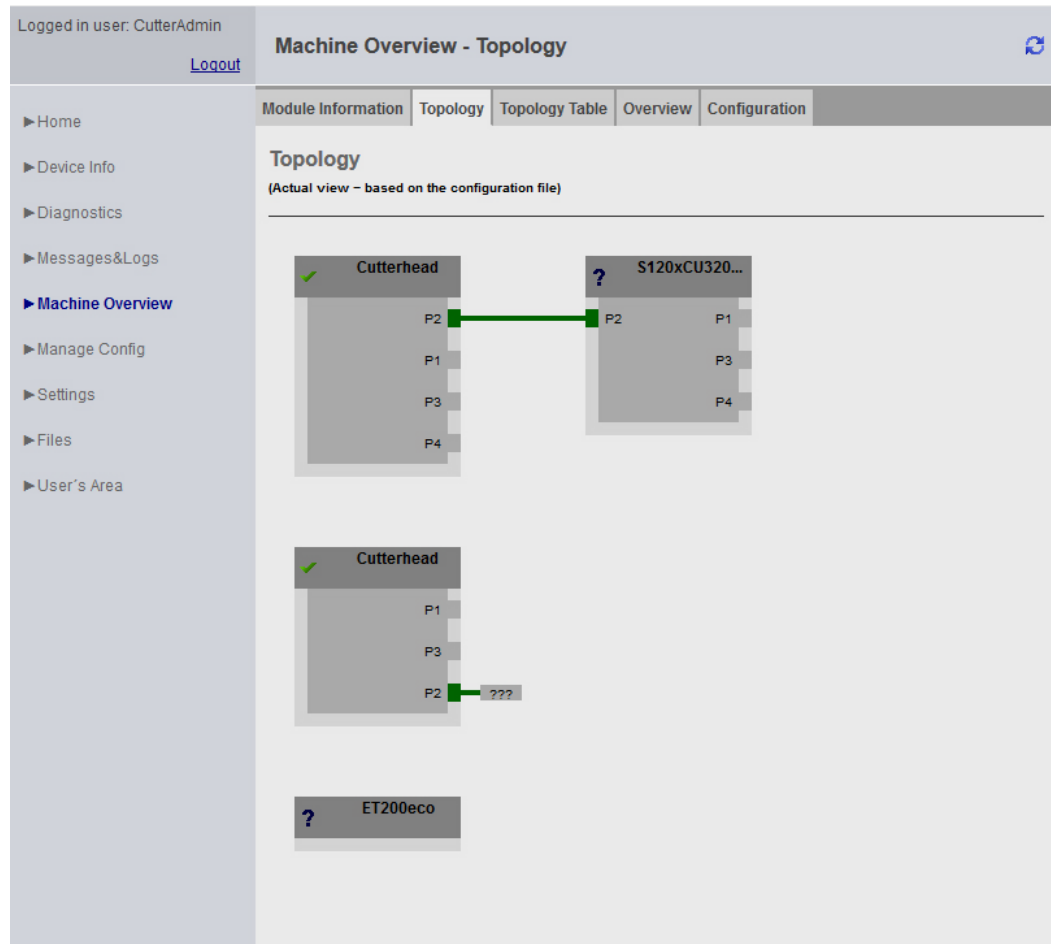 Logged in user: CutterAdmin
Logout
Machine Overview - Topology
►Home
►Device Info
►Diagnostics
►Messages&Logs
►Machine Overview
►Manage Config
►Settings
►Files
►User´s Area
Module Information Topology Topology Table Overview Configuration
Topology
(Actual view – based on the configuration file)
Cutterhead
P2
P1
P3
P4
? S120xCU320...
P2 P1
P3
P4
Cutterhead
P1
P3
P2 ???
? ET200eco